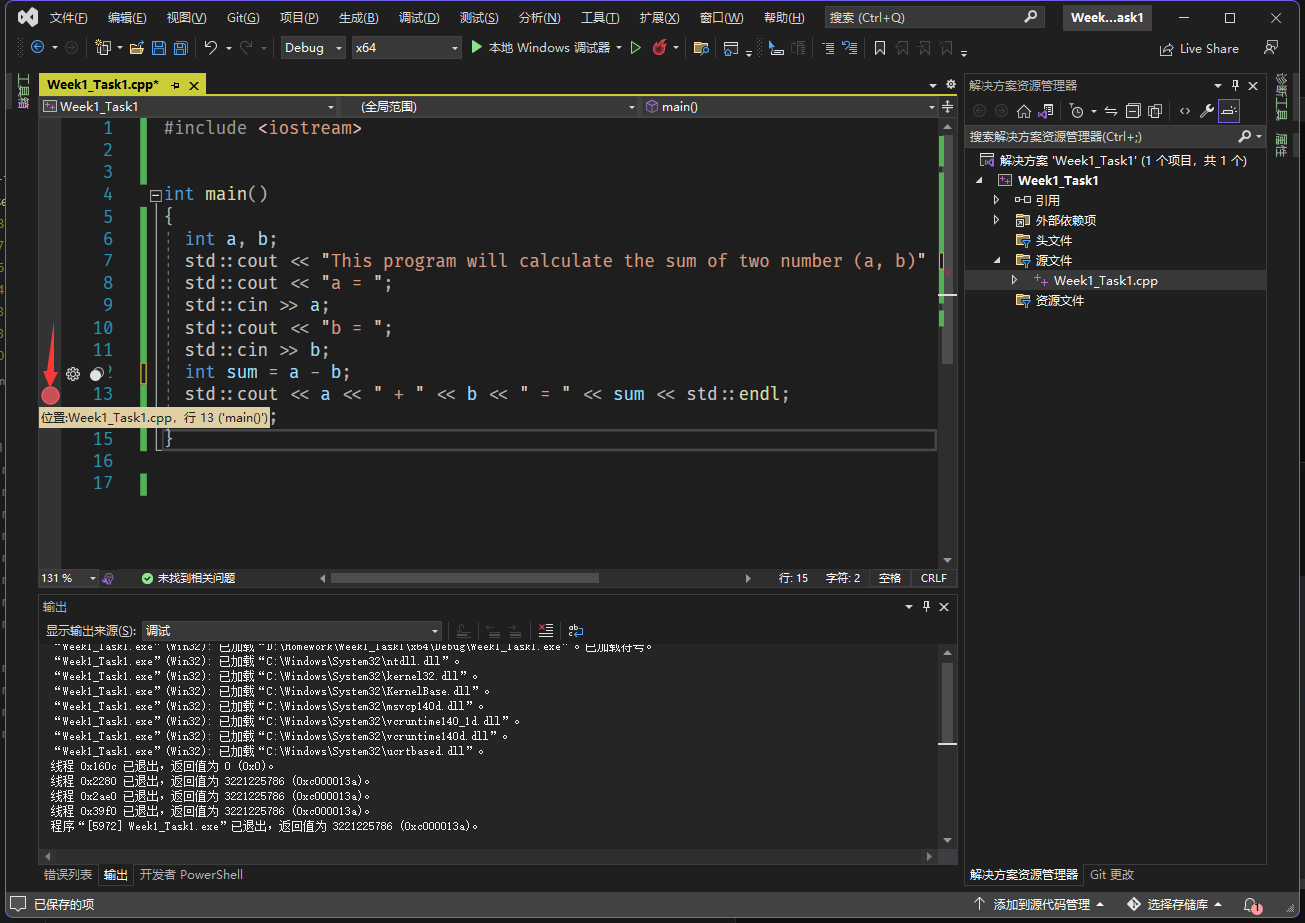 文件(F) 编辑(E) 视图(V) Git(G) 项目(P) 生成(B) 调试(D) 测试(S) 分析(N) 工具(T) 扩展(X) 窗口(W) 帮助(H) 搜索 (Ctrl+Q) Week...ask1
Debug x64 本地 Windows 调试器 Live Share
工具箱
Week1_Task1.cpp*
Week1_Task1 (全局范围) main()
1 #include <iostream>
2
3
4 int main()
5 {
6 int a, b;
7 std::cout << "This program will calculate the sum of two number (a, b)"
8 std::cout << "a = ";
9 std::cin >> a;
10 std::cout << "b = ";
11 std::cin >> b;
int sum = a - b;
13 std::cout << a << " + " << b << " = " << sum << std::endl;
位置:Week1_Task1.cpp, 行 13 ('main()') ;
15 }
16
17
131 % 未找到相关问题 行: 15 字符: 2 空格 CRLF
输出
显示输出来源(S): 调试
“Week1_Task1.exe”(Win32): 已加载“D:\Homework\Week1_Task1\x64\Debug\Week1_Task1.exe”。已加载符号。
“Week1_Task1.exe”(Win32): 已加载“C:\Windows\System32\ntdll.dll”。
“Week1_Task1.exe”(Win32): 已加载“C:\Windows\System32\kernel32.dll”。
“Week1_Task1.exe”(Win32): 已加载“C:\Windows\System32\KernelBase.dll”。
“Week1_Task1.exe”(Win32): 已加载“C:\Windows\System32\msvcp140d.dll”。
“Week1_Task1.exe”(Win32): 已加载“C:\Windows\System32\vcruntime140_1d.dll”。
“Week1_Task1.exe”(Win32): 已加载“C:\Windows\System32\vcruntime140d.dll”。
“Week1_Task1.exe”(Win32): 已加载“C:\Windows\System32\ucrtbased.dll”。
线程 0x160c 已退出，返回值为 0 (0x0)。
线程 0x2280 已退出，返回值为 3221225786 (0xc000013a)。
线程 0x2ae0 已退出，返回值为 3221225786 (0xc000013a)。
线程 0x39f0 已退出，返回值为 3221225786 (0xc000013a)。
程序“[5972] Week1_Task1.exe”已退出，返回值为 3221225786 (0xc000013a)。
错误列表 输出 开发者 PowerShell
解决方案资源管理器
搜索解决方案资源管理器(Ctrl+;)
解决方案 'Week1_Task1' (1 个项目，共 1 个)
Week1_Task1
引用
外部依赖项
头文件
源文件
Week1_Task1.cpp
资源文件
解决方案资源管理器 Git 更改
诊断工具
属性
已保存的项 添加到源代码管理 选择存储库 1